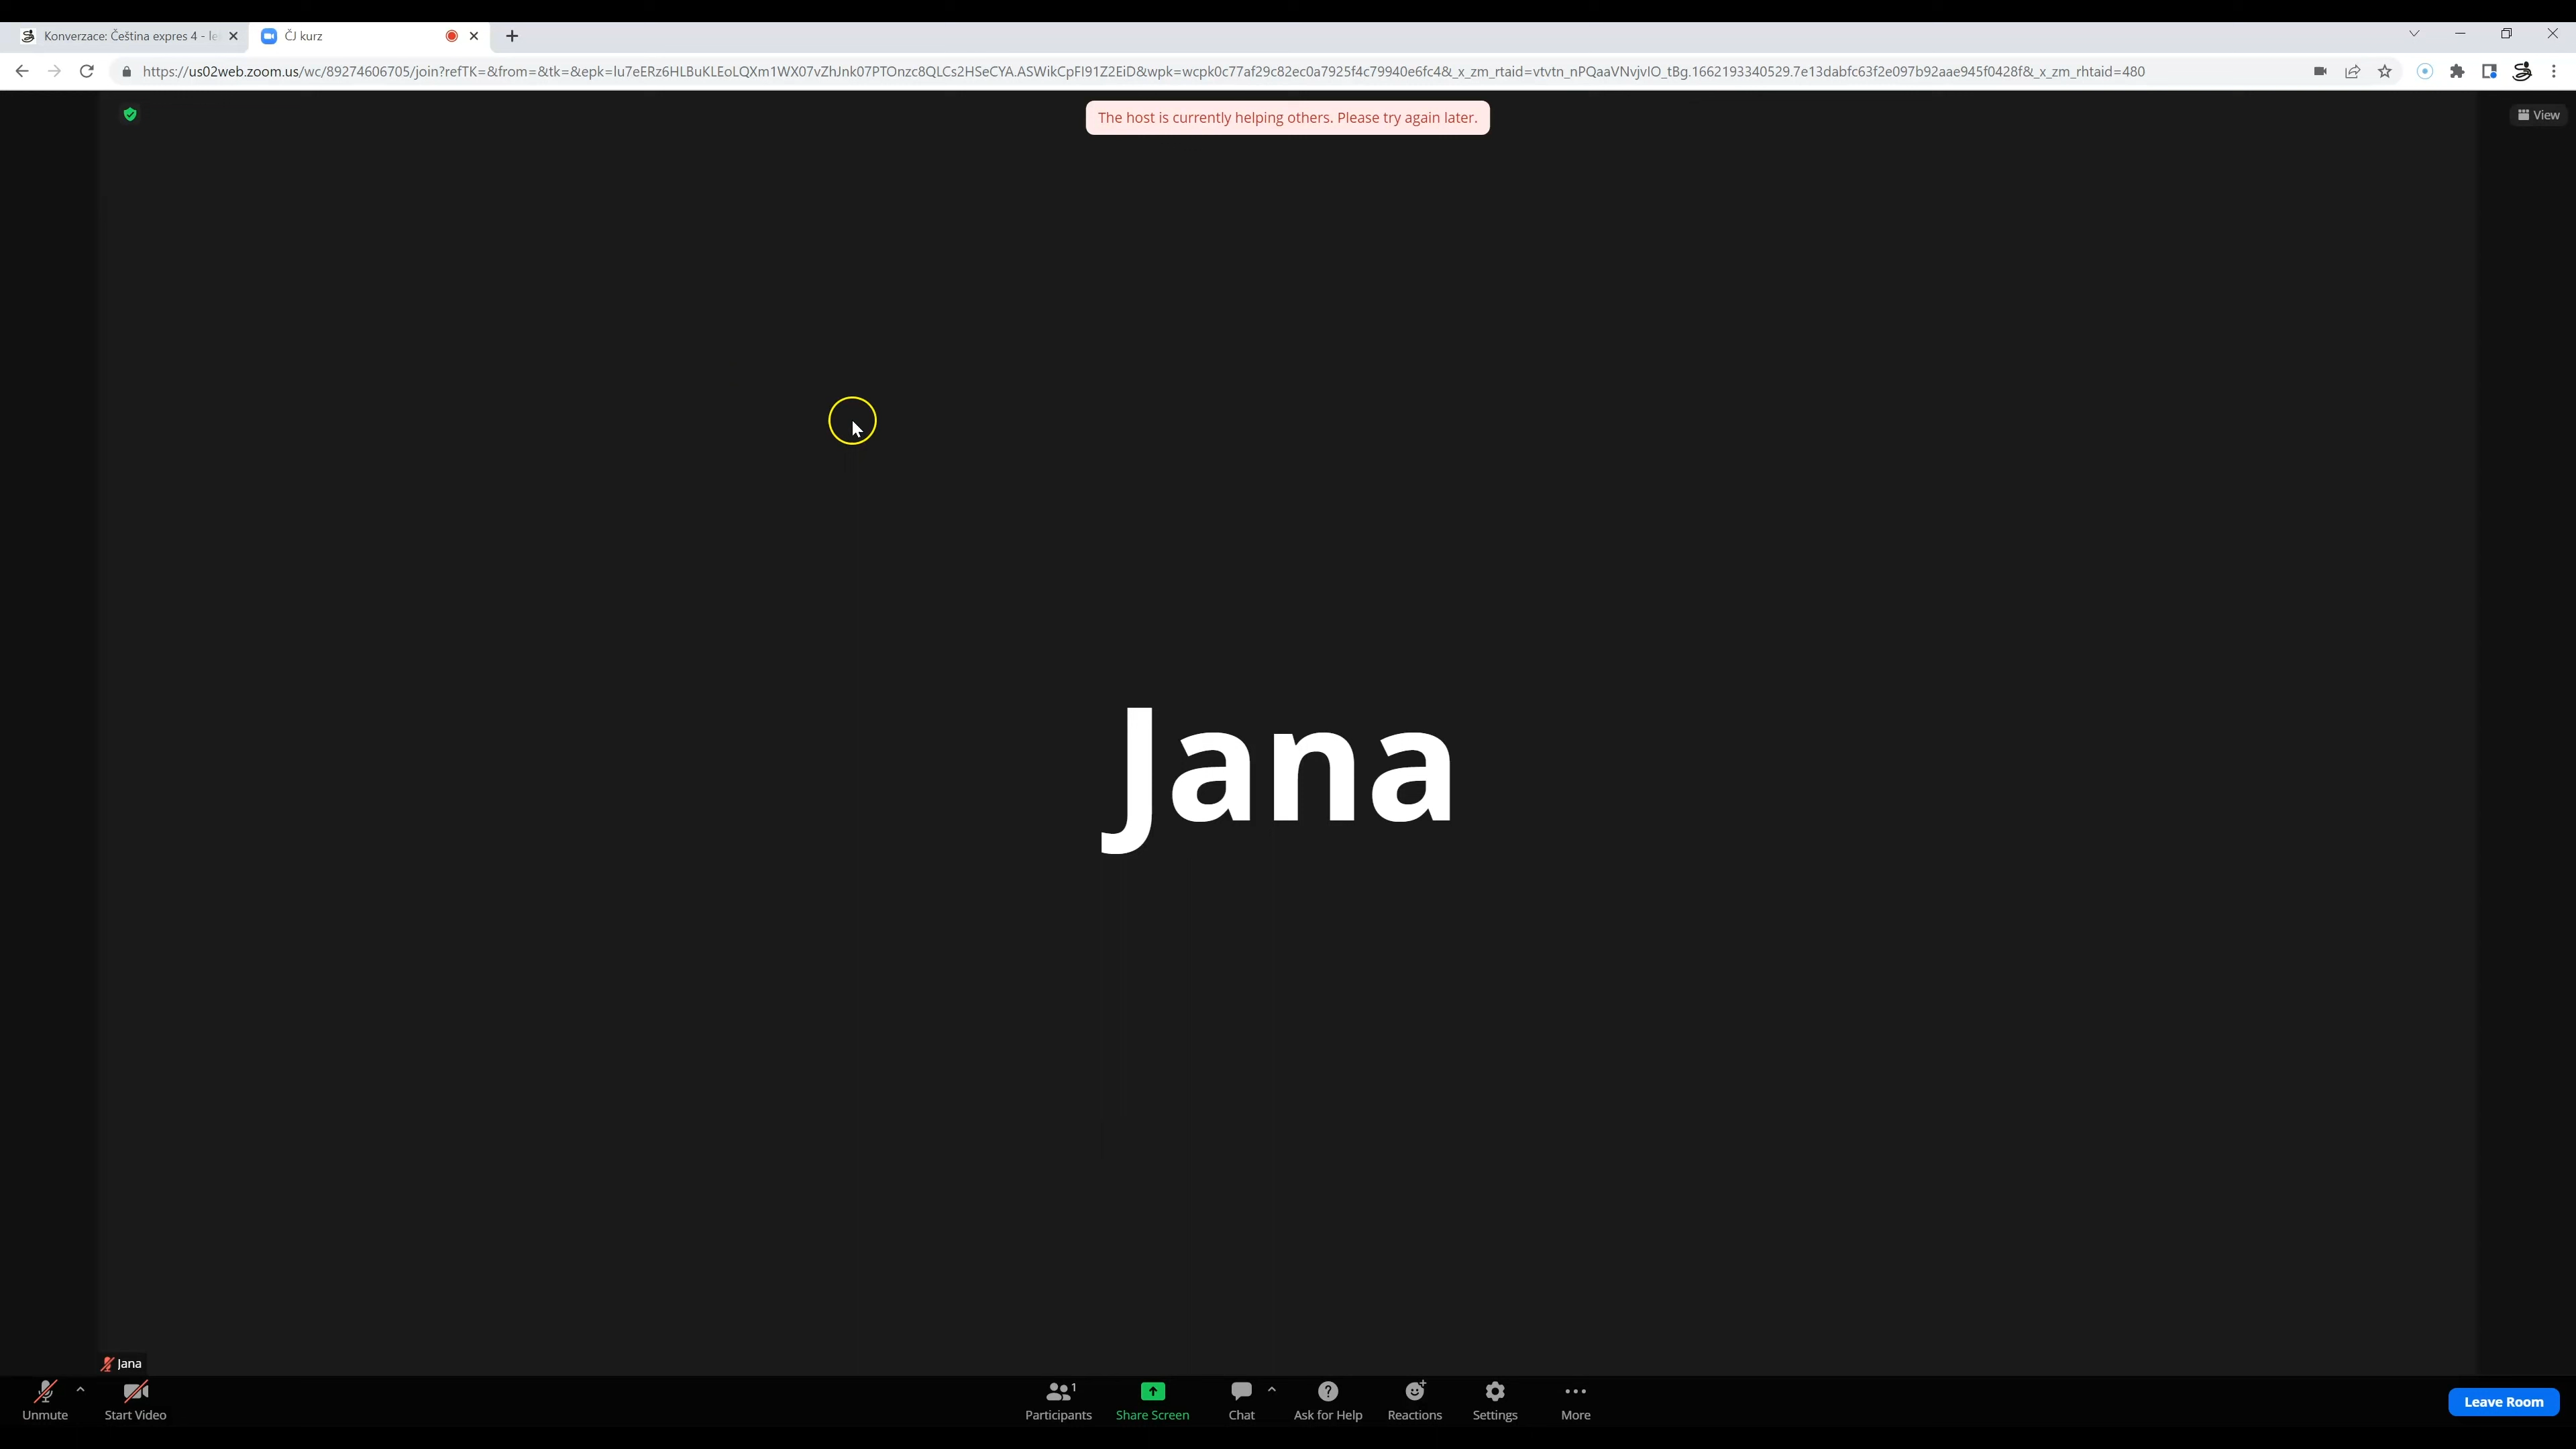 Konverzace: Čeština expres 4 - le
ČJ kurz
https://us02web.zoom.us/wc/89274606705/join?refTK=&from=&tk=&epk=lu7eERz6HLBuKLEoLQXm1WX07vZhJnk07PTOnzc8QLCs2HSeCYA.ASWikCpFI91Z2EiD&wpk=wcpk0c77af29c82ec0a7925f4c79940e6fc4&_x_zm_rtaid=vtvtn_nPQaaVNvjvIO_tBg.1662193340529.7e13dabfc63f2e097b92aae945f0428f&_x_zm_rhtaid=480
The host is currently helping others. Please try again later.
View
Jana
Jana
1
Unmute
Start Video
Participants
Share Screen
Chat
Ask for Help
Reactions
Settings
More
Leave Room